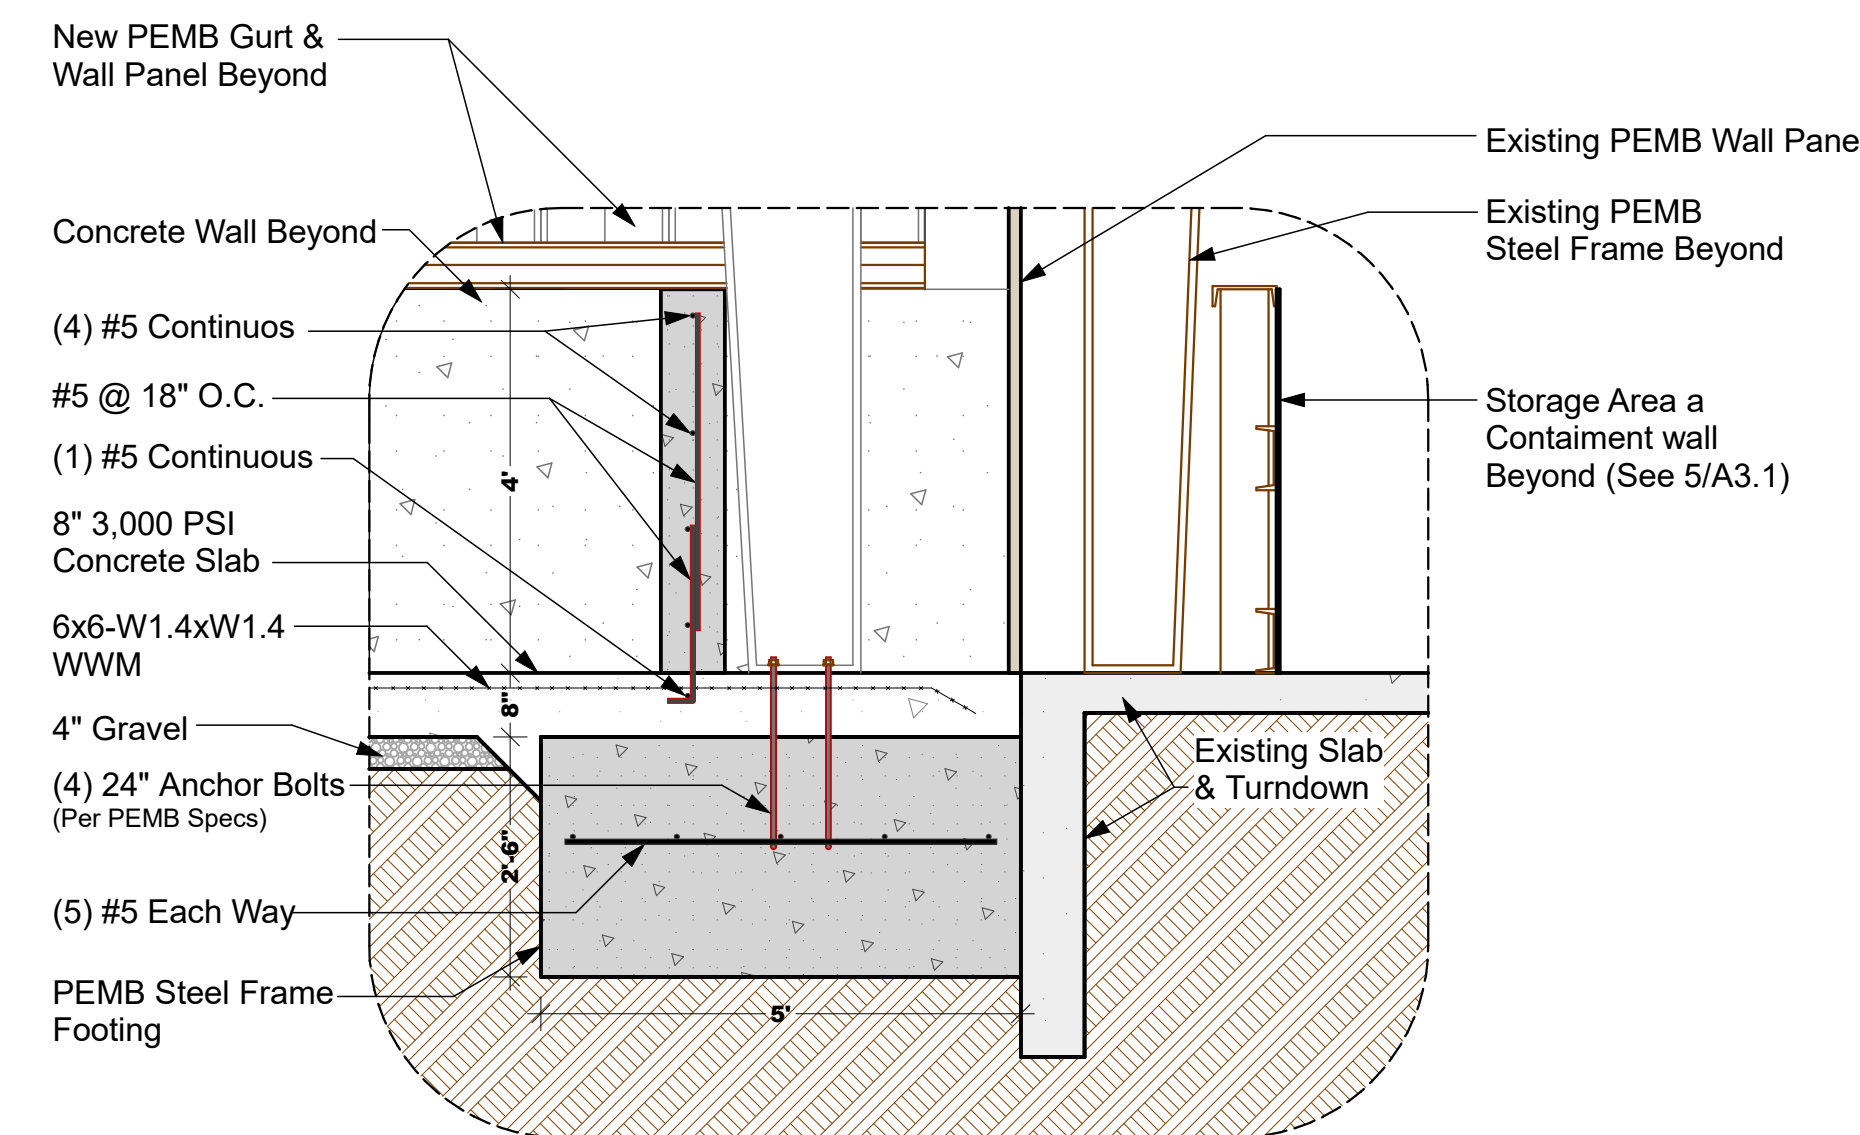 New PEMB Gurt &
Wall Panel Beyond
Concrete Wall Beyond
(4) #5 Continuos
#5 @ 18" O.C.
(1) #5 Continuous
8" 3,000 PSI
Concrete Slab
6x6-W1.4xW1.4
WWM
4" Gravel
(4) 24" Anchor Bolts
(Per PEMB Specs)
(5) #5 Each Way
PEMB Steel Frame
Footing
4'
8"
2'-6"
5'
Existing Slab
& Turndown
Existing PEMB Wall Pane
Existing PEMB
Steel Frame Beyond
Storage Area a
Contaiment wall
Beyond (See 5/A3.1)